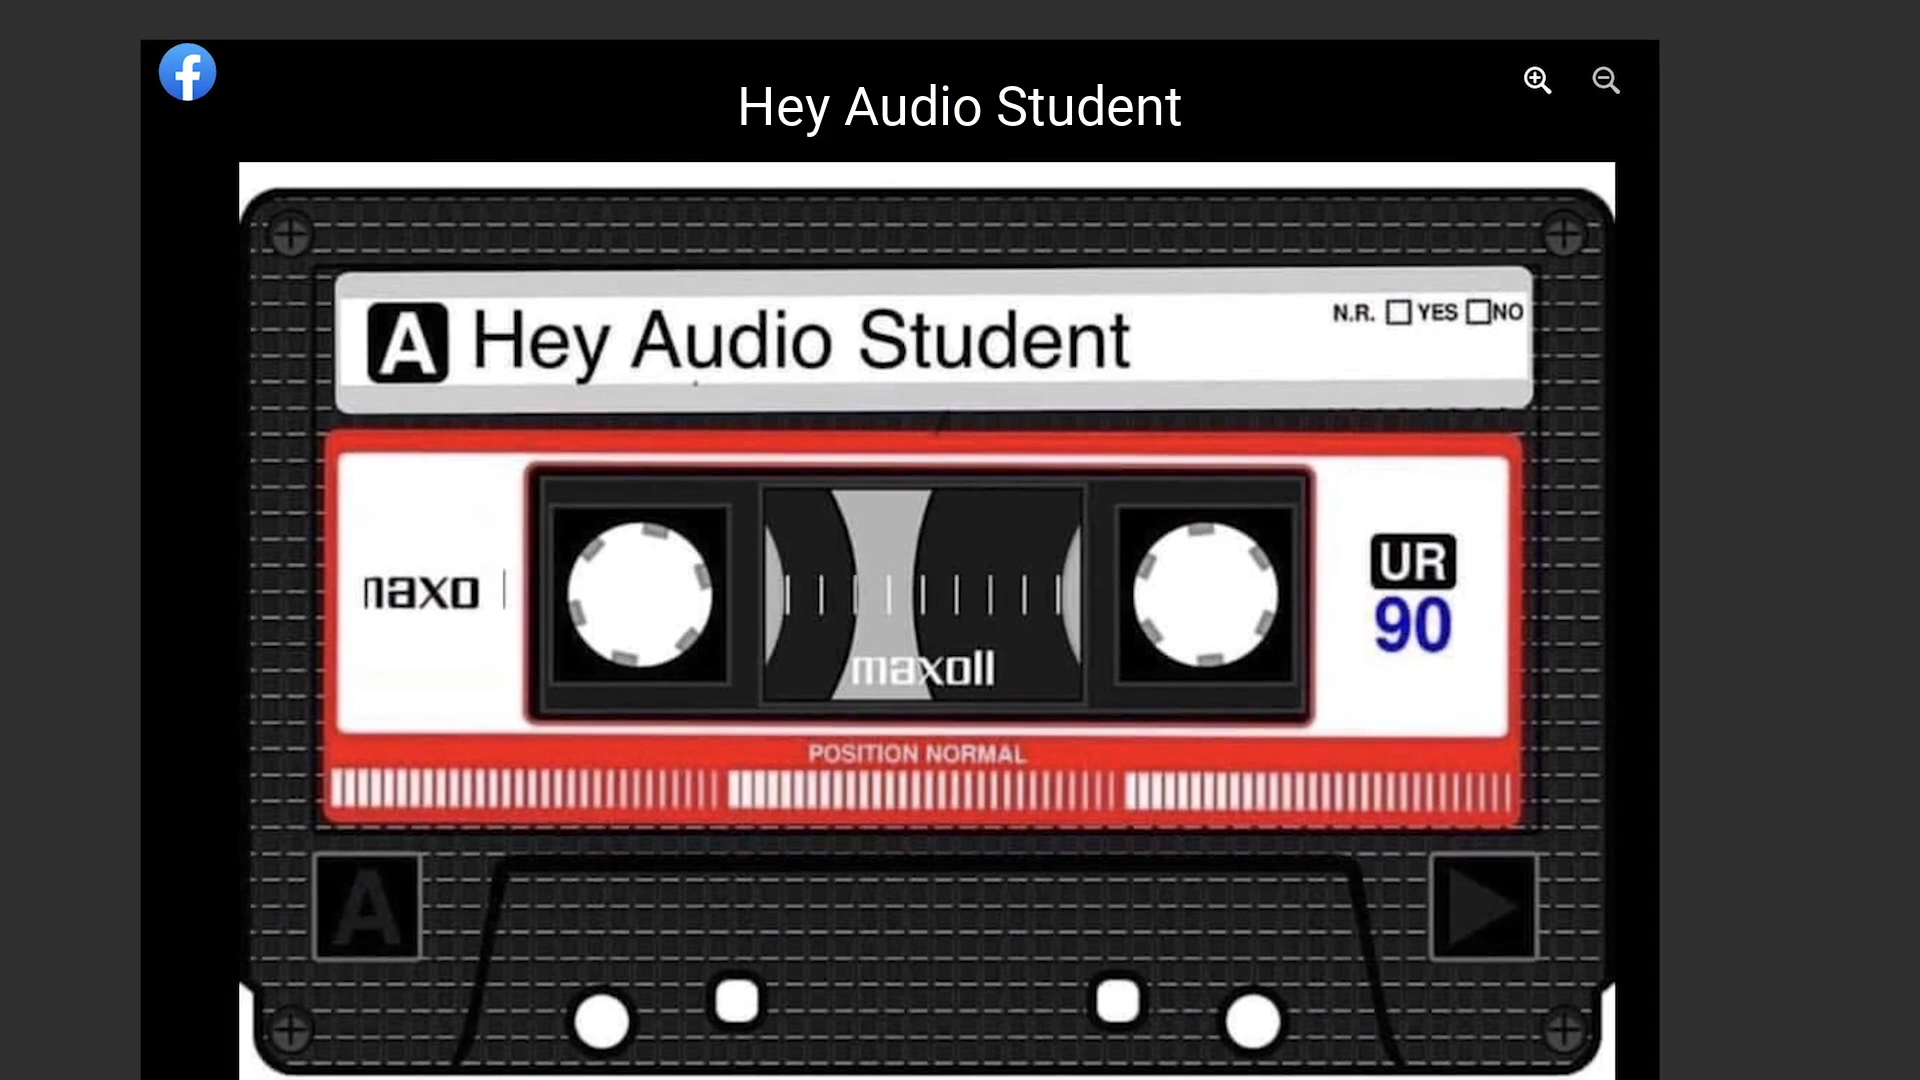 Hey Audio Student
A Hey Audio Student
N.R. YES NO
naxo
UR
90
maxoll
POSITION NORMAL
A